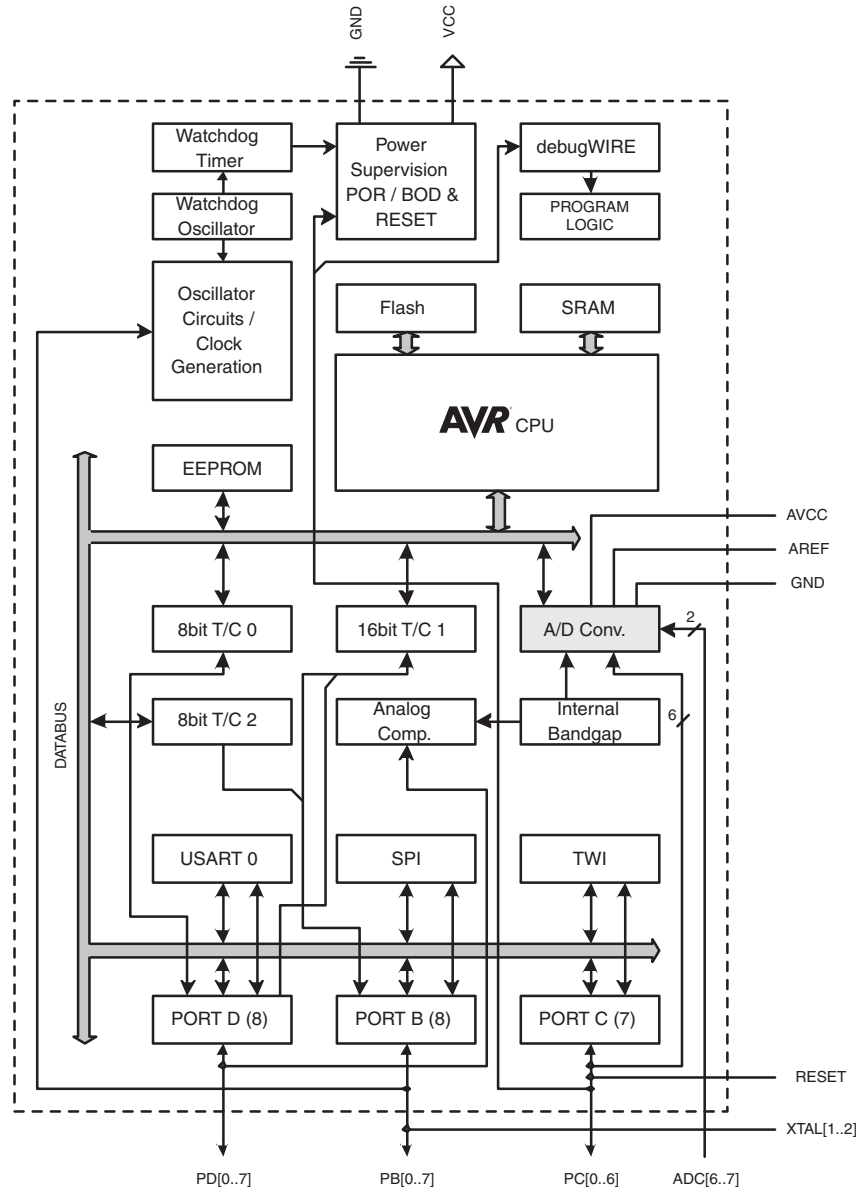 GND
VCC
Watchdog
Timer
Power
Supervision
POR / BOD &
RESET
debugWIRE
Watchdog
Oscillator
PROGRAM
LOGIC
Oscillator
Circuits /
Clock
Generation
Flash
SRAM
AVR CPU
EEPROM
AVCC
AREF
GND
8bit T/C 0
16bit T/C 1
A/D Conv.
2
8bit T/C 2
Analog
Comp.
Internal
Bandgap
6
DATABUS
USART 0
SPI
TWI
PORT D (8)
PORT B (8)
PORT C (7)
RESET
XTAL[1..2]
PD[0..7]
PB[0..7]
PC[0..6]
ADC[6..7]